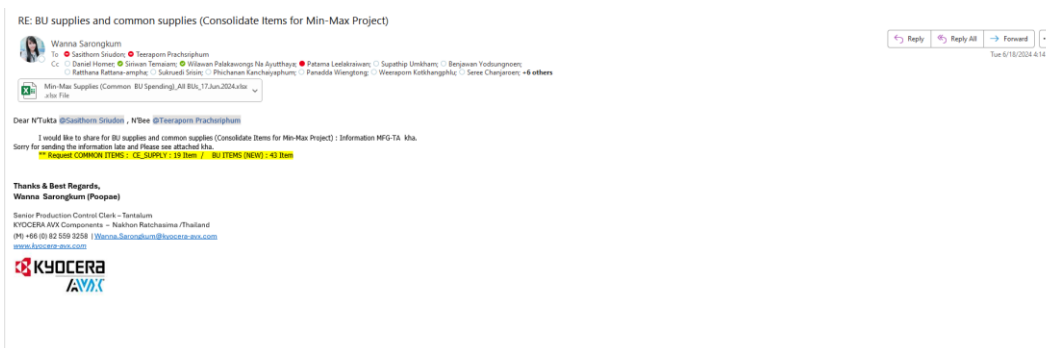 RE: BU supplies and common supplies (Consolidate Items for Min-Max Project)
Wanna Sarongkum
To Sasithorn Sriudon; Teeraporn Prachsriphum
Cc Daniel Horner; Siriwan Temaiam; Wilawan Palakawongs Na Ayutthaya; Patama Leelakraiwan; Supathip Umkham; Benjawan Yodsungnoen;
Ratthana Rattana-ampha; Sukruedi Srisin; Phichanan Kancheiyaphum; Panadda Wiengtong; Weeraporn Kotkhangphlu; Seree Chanjaroen; +6 others
Reply
Reply All
Forward
Tue 6/18/2024 4:14
Min-Max Supplies (Common BU Spending)_All BUs_17.Jun.2024.xlsx
.xlsx File
Dear N'Tukta @Sasithorn Sriudon , N'Bee @Teeraporn Prachsriphum
I would like to share for BU supplies and common supplies (Consolidate Items for Min-Max Project) : Information MFG-TA kha.
Sorry for sending the information late and Please see attached kha.
** Request COMMON ITEMS : CE_SUPPLY : 19 Item / BU ITEMS (NEW) : 43 Item
Thanks & Best Regards,
Wanna Sarongkum (Poopae)
Senior Production Control Clerk – Tantalum
KYOCERA AVX Components – Nakhon Ratchasima /Thailand
(M) +66 (0) 82 559 3258 | Wanna.Sarongkum@kyocera-avx.com
www.kyocera-avx.com
KYOCERA
AVX